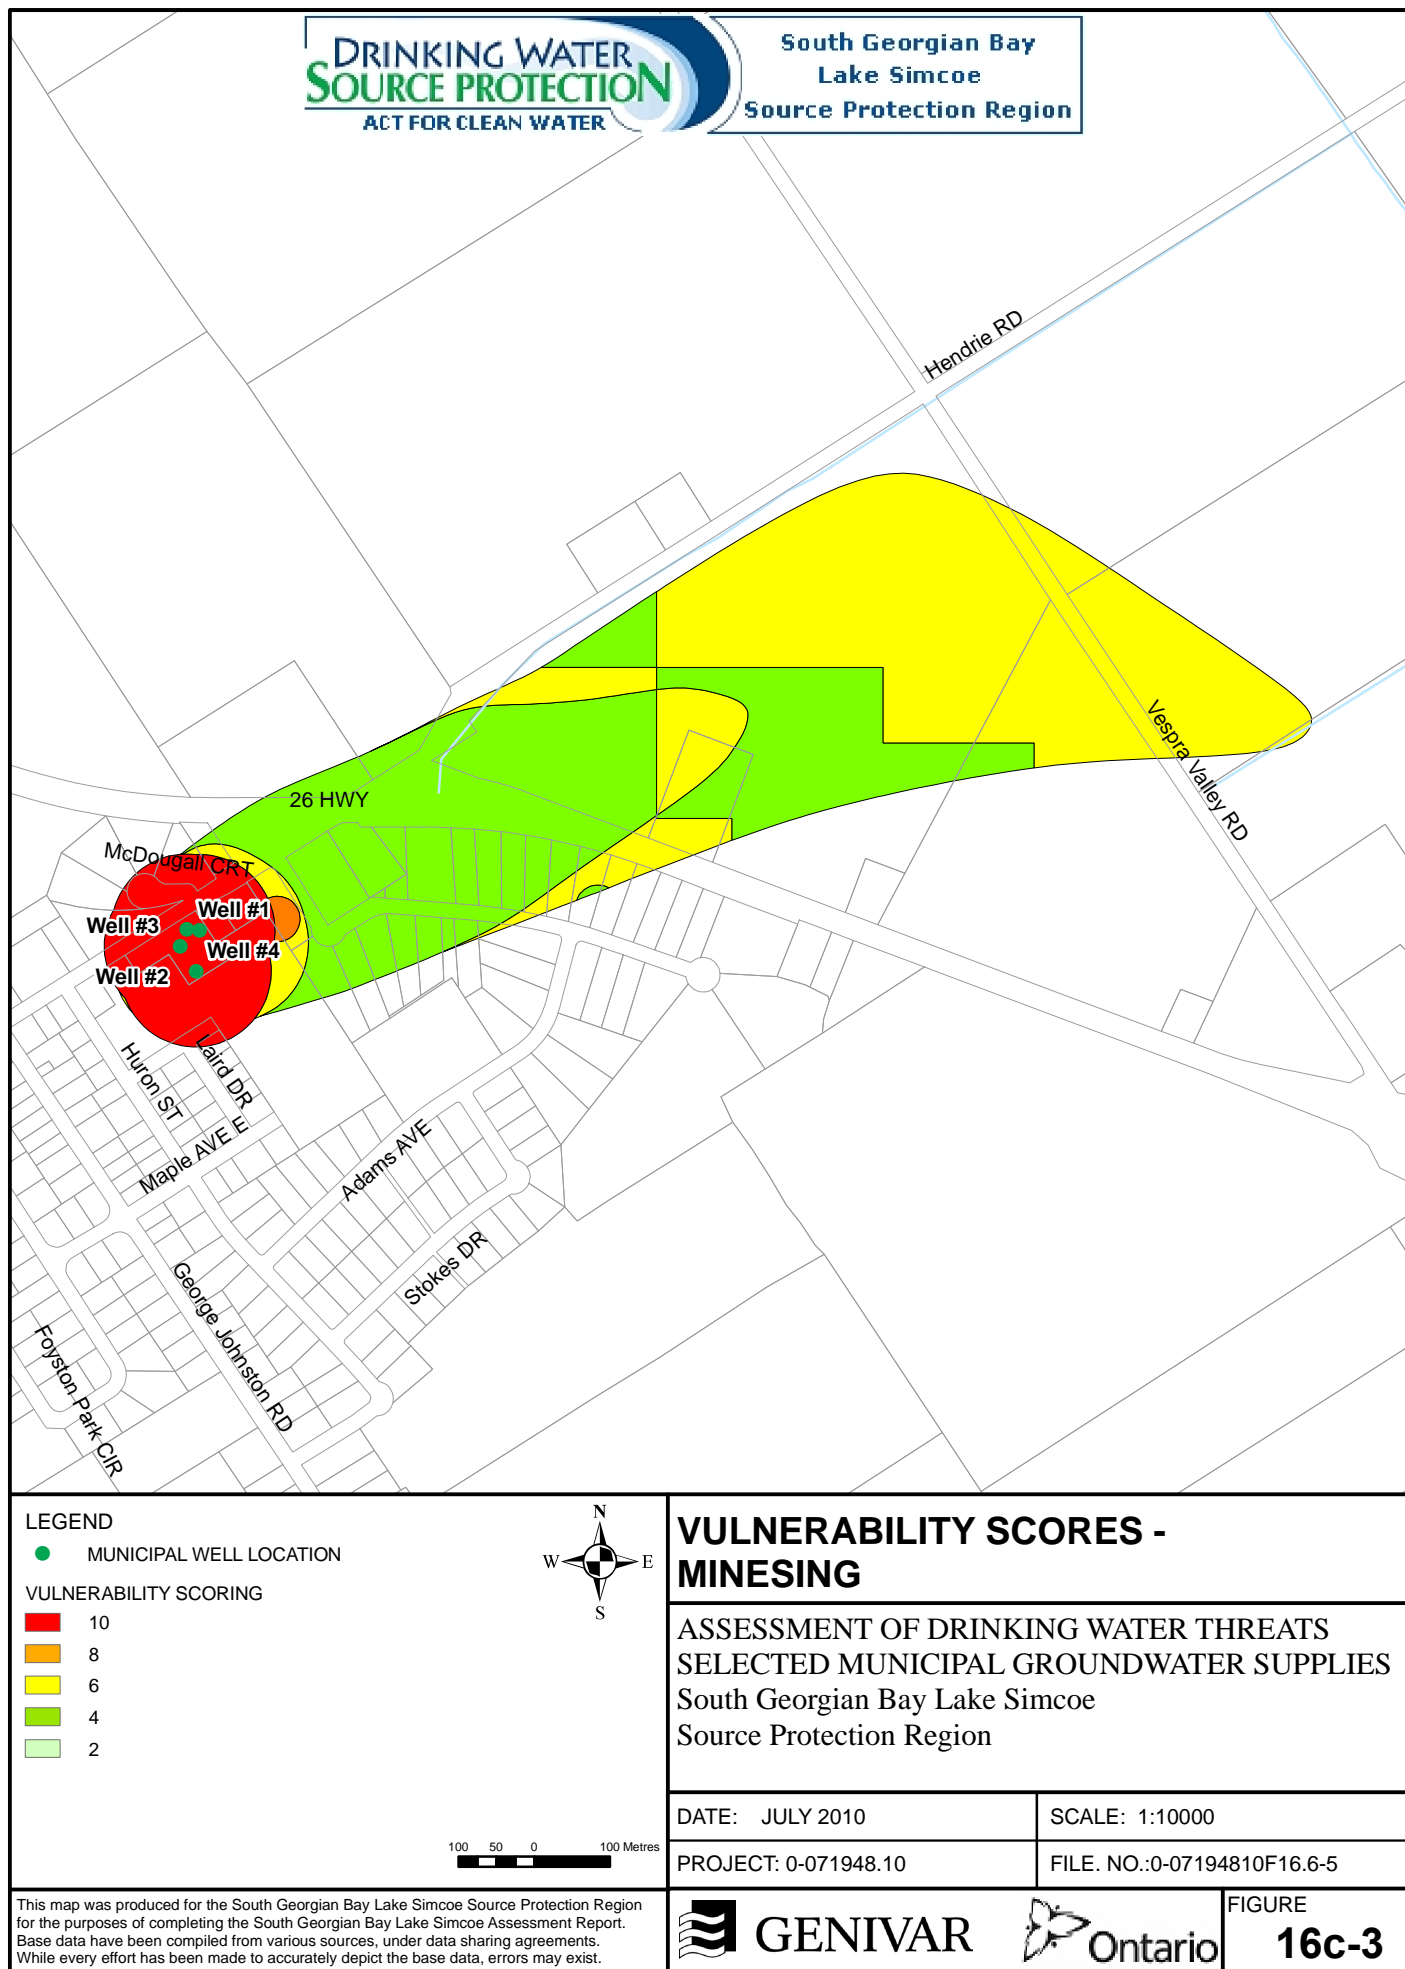 DRINKING WATER
SOURCE PROTECTION
ACT FOR CLEAN WATER
South Georgian Bay
Lake Simcoe
Source Protection Region
Hendrie RD
Vespra Valley RD
26 HWY
McDougall CRT
Well #1
Well #3
Well #4
Well #2
Huron ST
Laird DR
Maple AVE E
Adams AVE
Stokes DR
George Johnston RD
Foyston Park CIR
LEGEND
MUNICIPAL WELL LOCATION
VULNERABILITY SCORING
10
8
6
4
2
N
W
E
S
100 50 0 100 Metres
VULNERABILITY SCORES -
MINESING
ASSESSMENT OF DRINKING WATER THREATS
SELECTED MUNICIPAL GROUNDWATER SUPPLIES
South Georgian Bay Lake Simcoe
Source Protection Region
DATE: JULY 2010
SCALE: 1:10000
PROJECT: 0-071948.10
FILE. NO.:0-07194810F16.6-5
This map was produced for the South Georgian Bay Lake Simcoe Source Protection Region
for the purposes of completing the South Georgian Bay Lake Simcoe Assessment Report.
Base data have been compiled from various sources, under data sharing agreements.
While every effort has been made to accurately depict the base data, errors may exist.
GENIVAR
Ontario
FIGURE
16c-3